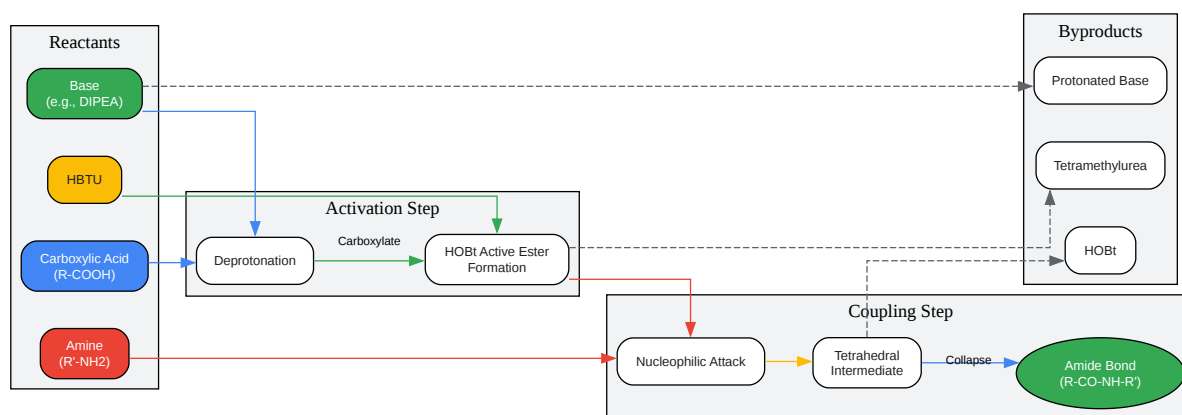 Reactants
Base
(e.g., DIPEA)
HBTU
Carboxylic Acid
(R-COOH)
Amine
(R'-NH2)
Activation Step
Deprotonation
Carboxylate
HOBt Active Ester
Formation
Byproducts
Protonated Base
Tetramethylurea
HOBt
Coupling Step
Nucleophilic Attack
Tetrahedral
Intermediate
Collapse
Amide Bond
(R-CO-NH-R')